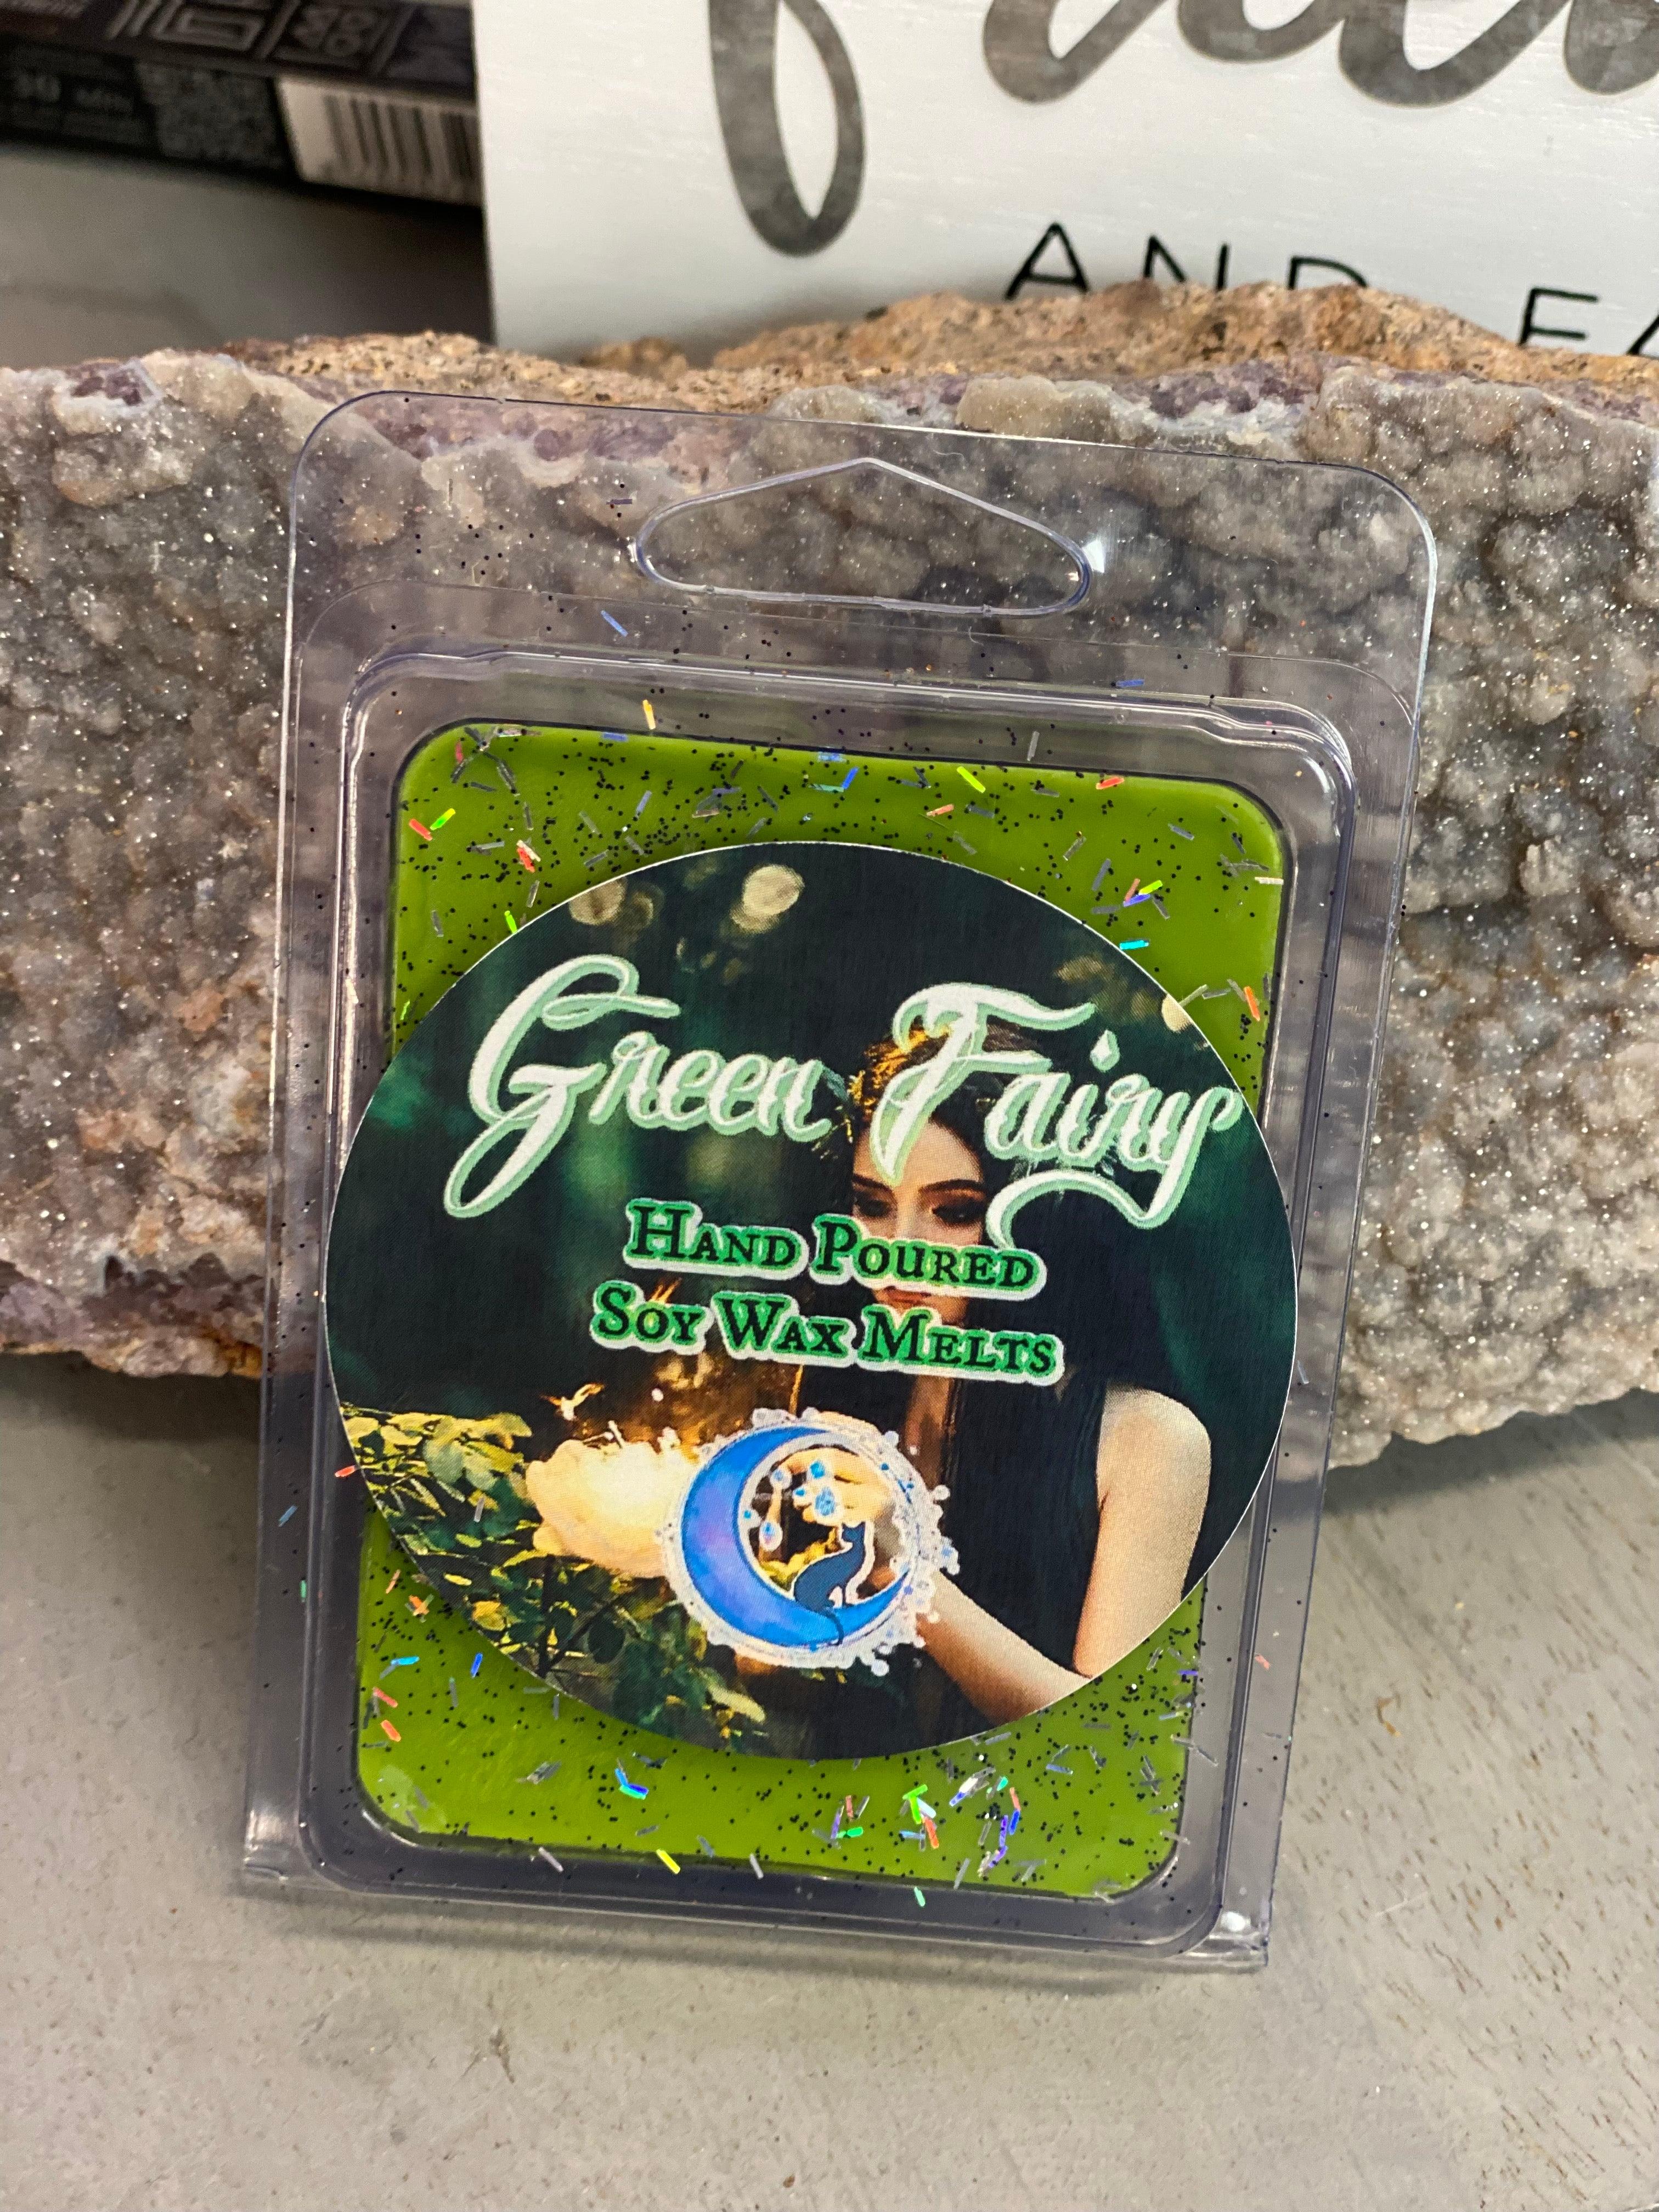 AND
Green Fairy
Hand Poured
Soy Wax Melts